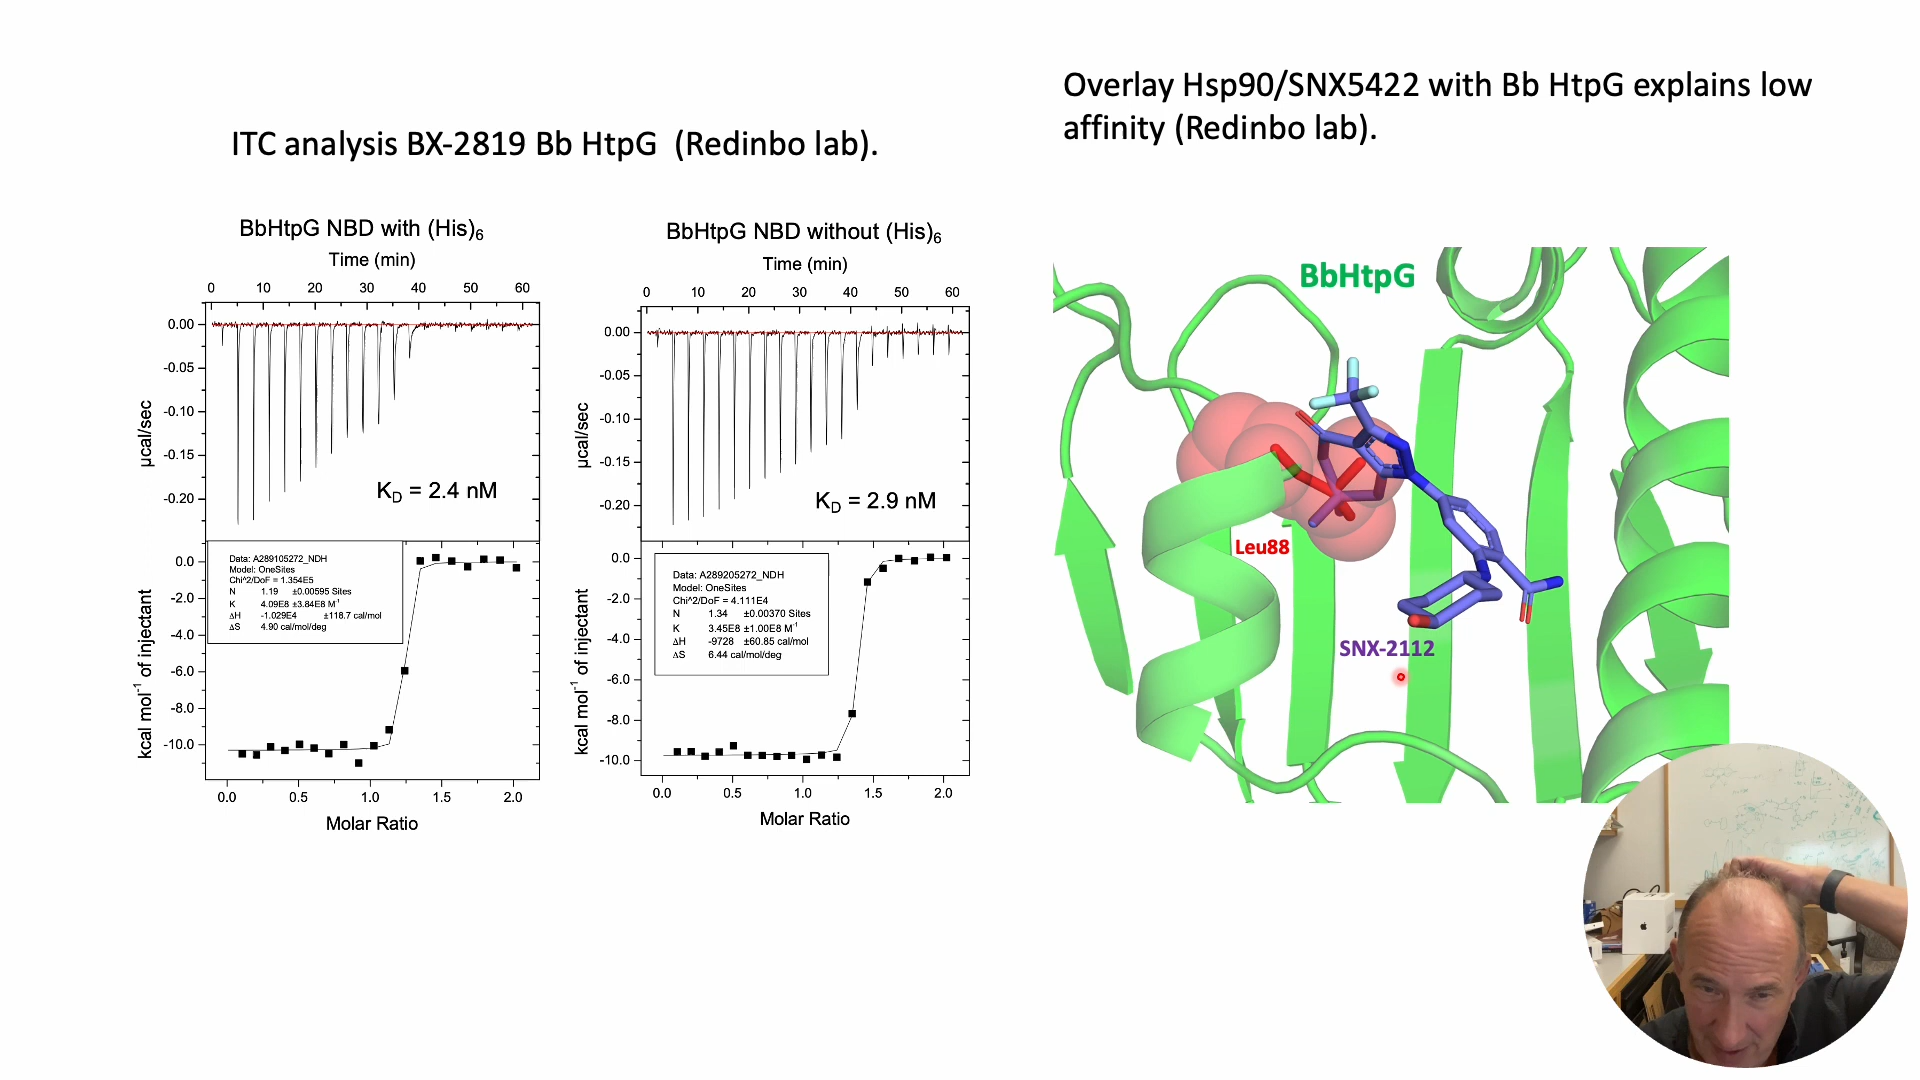 Overlay Hsp90/SNX5422 with Bb HtpG explains low
affinity (Redinbo lab).
ITC analysis BX-2819 Bb HtpG  (Redinbo lab).
BbHtpG NBD with (His)₆
Time (min)
0 10 20 30 40 50 60
0.00
-0.05
-0.10
-0.15
-0.20
µcal/sec
K_D = 2.4 nM
Data: A289105272_NDH
Model: OneSites
Chi^2/DoF = 1.354E5
N 1.19 ±0.00595 Sites
K 4.09E8 ±3.84E8 M⁻¹
ΔH -1.029E4 ±118.7 cal/mol
ΔS 4.90 cal/mol/deg
0.0
-2.0
-4.0
-6.0
-8.0
-10.0
kcal mol⁻¹ of injectant
0.0 0.5 1.0 1.5 2.0
Molar Ratio
BbHtpG NBD without (His)₆
Time (min)
0 10 20 30 40 50 60
0.00
-0.05
-0.10
-0.15
-0.20
µcal/sec
K_D = 2.9 nM
Data: A289205272_NDH
Model: OneSites
Chi^2/DoF = 4.111E4
N 1.34 ±0.00370 Sites
K 3.45E8 ±1.00E8 M⁻¹
ΔH -9728 ±60.85 cal/mol
ΔS 6.44 cal/mol/deg
0.0
-2.0
-4.0
-6.0
-8.0
-10.0
kcal mol⁻¹ of injectant
0.0 0.5 1.0 1.5 2.0
Molar Ratio
BbHtpG
Leu88
SNX-2112